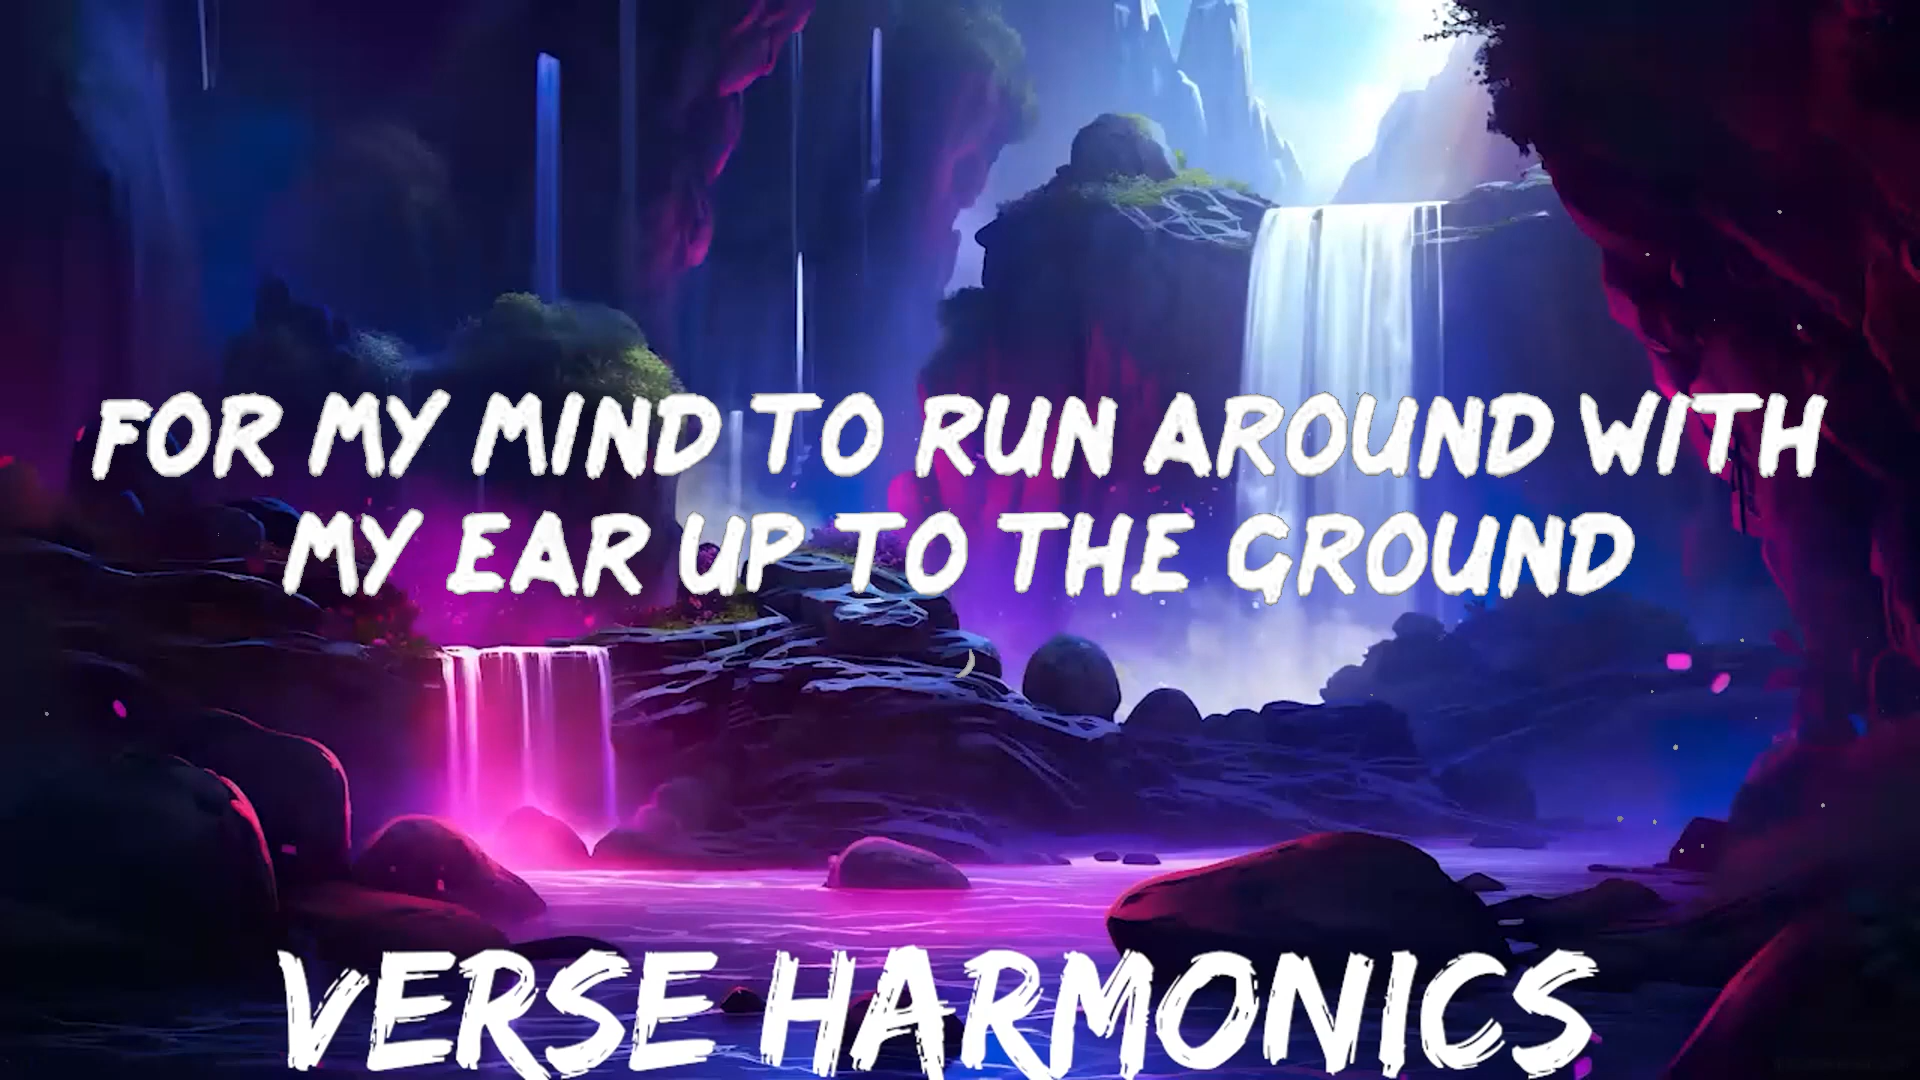 FOR MY MIND TO RUN AROUND WITH
MY EAR UP TO THE GROUND
VERSE HARMONICS